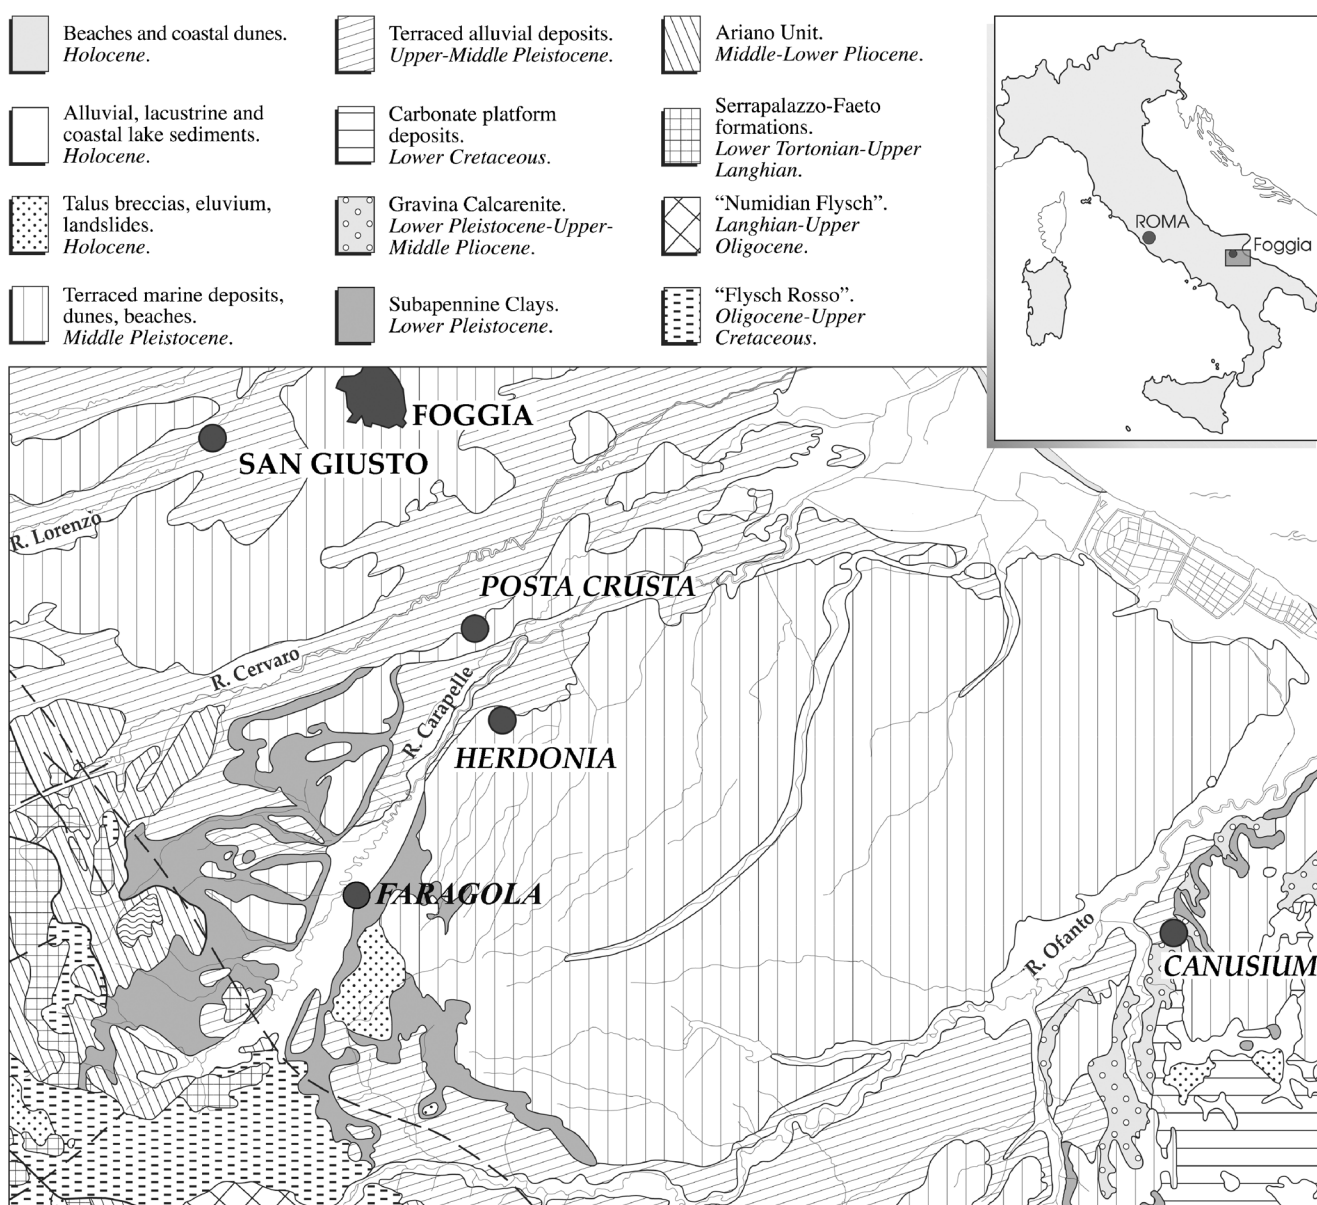 Beaches and coastal dunes.
Holocene.
Alluvial, lacustrine and
coastal lake sediments.
Holocene.
Talus breccias, eluvium,
landslides.
Holocene.
Terraced marine deposits,
dunes, beaches.
Middle Pleistocene.
Terraced alluvial deposits.
Upper-Middle Pleistocene.
Carbonate platform
deposits.
Lower Cretaceous.
Gravina Calcarenite.
Lower Pleistocene-Upper-
Middle Pliocene.
Subapennine Clays.
Lower Pleistocene.
Ariano Unit.
Middle-Lower Pliocene.
Serrapalazzo-Faeto
formations.
Lower Tortonian-Upper
Langhian.
“Numidian Flysch”.
Langhian-Upper
Oligocene.
“Flysch Rosso”.
Oligocene-Upper
Cretaceous.
ROMA
Foggia
FOGGIA
SAN GIUSTO
R. Lorenzo
POSTA CRUSTA
R. Cervaro
R. Carapelle
HERDONIA
FARAGOLA
R. Ofanto
CANUSIUM